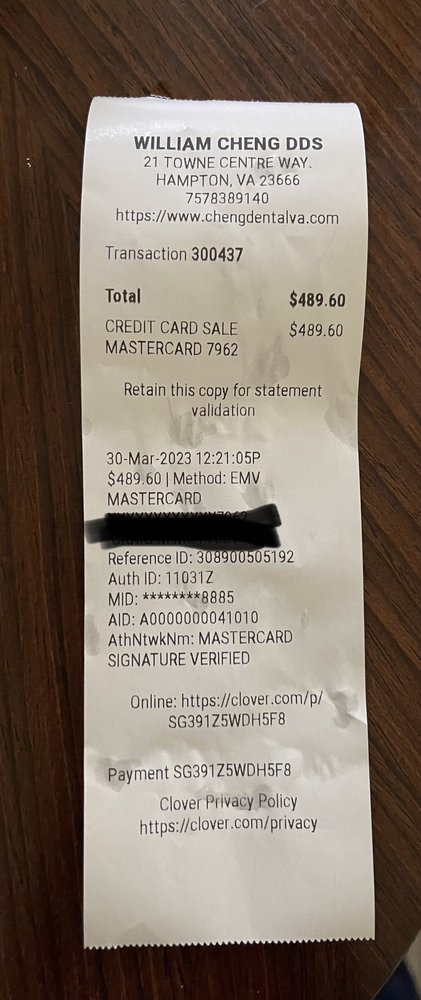 WILLIAM CHENG DDS
21 TOWNE CENTRE WAY.
HAMPTON, VA 23666
7578389140
https://www.chengdentalva.com
Transaction 300437
Total $489.60
CREDIT CARD SALE $489.60
MASTERCARD 7962
Retain this copy for statement
validation
30-Mar-2023 12:21:05P
$489.60 | Method: EMV
MASTERCARD
Reference ID: 308900505192
Auth ID: 11031Z
MID: ********8885
AID: A0000000041010
AthNtwkNm: MASTERCARD
SIGNATURE VERIFIED
Online: https://clover.com/p/
SG391Z5WDH5F8
Payment SG391Z5WDH5F8
Clover Privacy Policy
https://clover.com/privacy